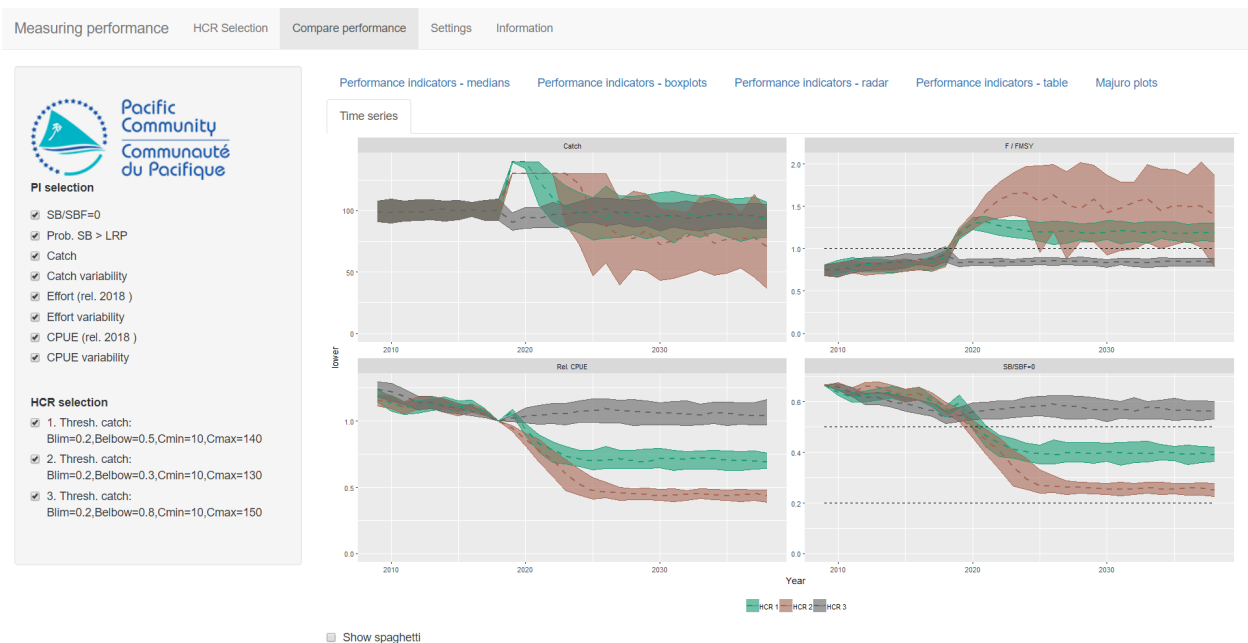 Measuring performance HCR Selection Compare performance Settings Information
Pacific
Community
Communauté
du Pacifique
PI selection
SB/SBF=0
Prob. SB > LRP
Catch
Catch variability
Effort (rel. 2018 )
Effort variability
CPUE (rel. 2018 )
CPUE variability
HCR selection
1. Thresh. catch:
Blim=0.2,Belbow=0.5,Cmin=10,Cmax=140
2. Thresh. catch:
Blim=0.2,Belbow=0.3,Cmin=10,Cmax=130
3. Thresh. catch:
Blim=0.2,Belbow=0.8,Cmin=10,Cmax=150
Performance indicators - medians Performance indicators - boxplots Performance indicators - radar Performance indicators - table Majuro plots
Time series
Catch
100
50
0
2010 2020 2030
F / FMSY
2.0
1.5
1.0
0.5
0.0
2010 2020 2030
lower
Rel. CPUE
1.0
0.5
0.0
2010 2020 2030
SB/SBF=0
0.6
0.4
0.2
0.0
2010 2020 2030
Year
HCR 1 HCR 2 HCR 3
Show spaghetti